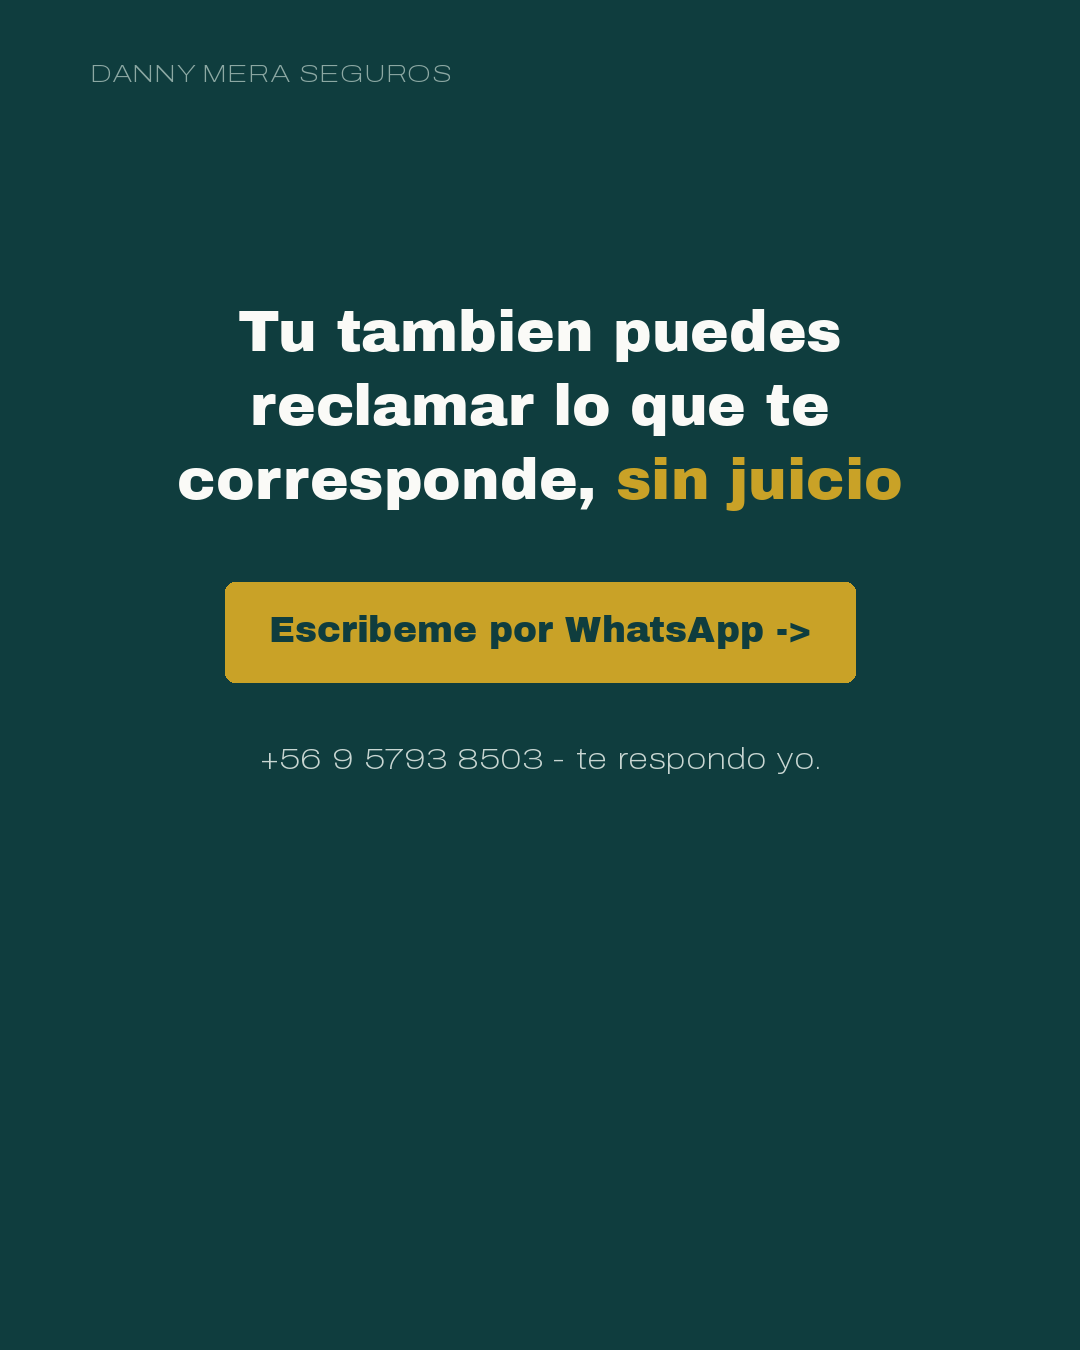 DANNY MERA SEGUROS
Tu tambien puedes
reclamar lo que te
corresponde, sin juicio
Escribeme por WhatsApp ->
+56 9 5793 8503 - te respondo yo.